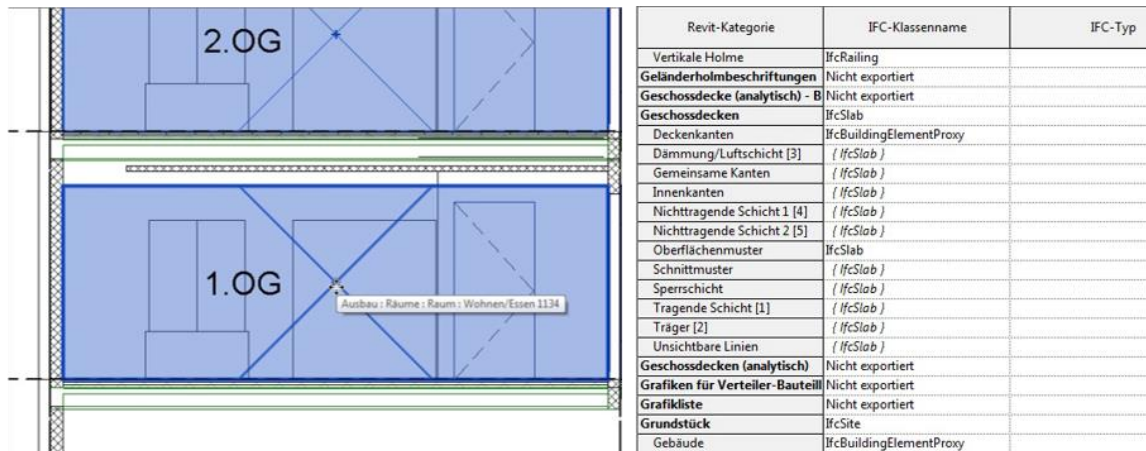 2.OG
1.OG
Ausbau : Räume : Raum : Wohnen/Essen 1134
Revit-Kategorie IFC-Klassenname IFC-Typ
Vertikale Holme IfcRailing
Geländerholmbeschriftungen Nicht exportiert
Geschossdecke (analytisch) - B Nicht exportiert
Geschossdecken IfcSlab
Deckenkanten IfcBuildingElementProxy
Dämmung/Luftschicht [3] { IfcSlab }
Gemeinsame Kanten { IfcSlab }
Innenkanten { IfcSlab }
Nichttragende Schicht 1 [4] { IfcSlab }
Nichttragende Schicht 2 [5] { IfcSlab }
Oberflächenmuster IfcSlab
Schnittmuster { IfcSlab }
Sperrschicht { IfcSlab }
Tragende Schicht [1] { IfcSlab }
Träger [2] { IfcSlab }
Unsichtbare Linien { IfcSlab }
Geschossdecken (analytisch) Nicht exportiert
Grafiken für Verteiler-Bauteill Nicht exportiert
Grafikliste Nicht exportiert
Grundstück IfcSite
Gebäude IfcBuildingElementProxy